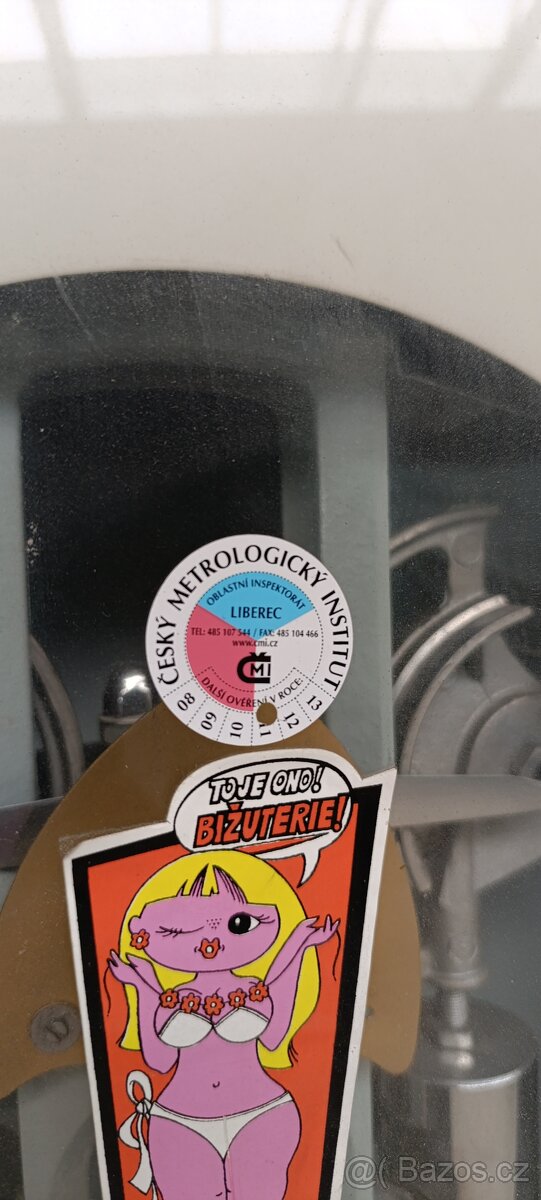 ČESKÝ METROLOGICKÝ INSTITUT
OBLASTNÍ INSPEKTORÁT
LIBEREC
TEL: 485 107 544 / FAX: 485 104 466
www.cmi.cz
ČMI
DALŠÍ OVĚŘENÍ V ROCE:
08 09 10 11 12 13
TO JE ONO!
BIŽUTERIE!
@( Bazos.cz